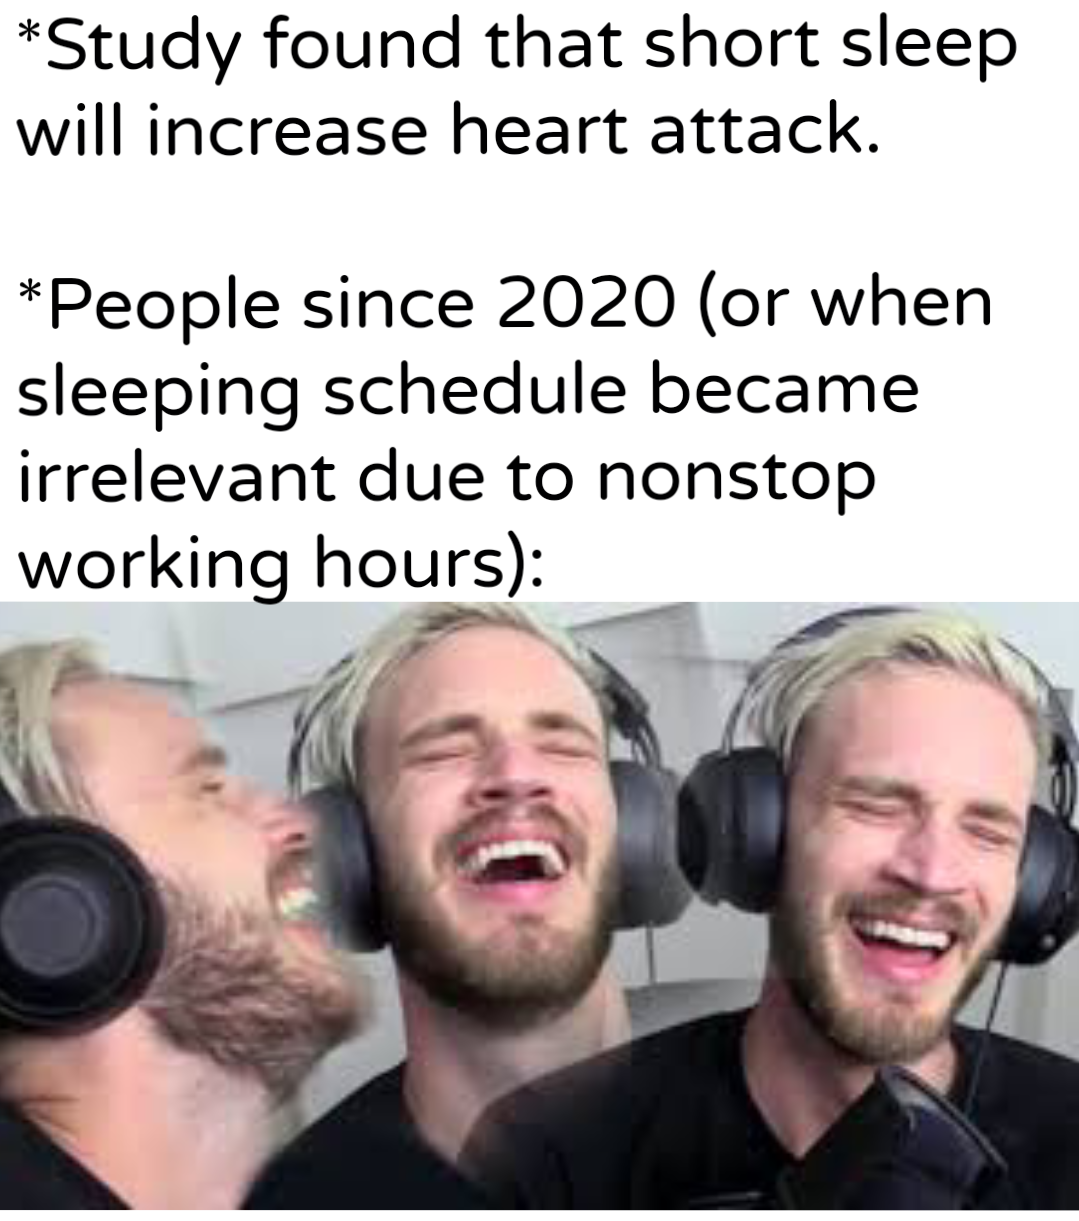 *Study found that short sleep
will increase heart attack.
*People since 2020 (or when
sleeping schedule became
irrelevant due to nonstop
working hours):